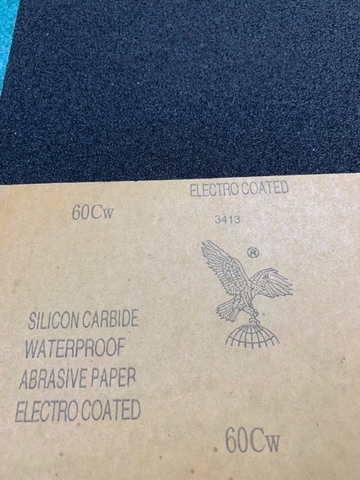 ELECTRO COATED
60Cw
3413
®
SILICON CARBIDE
WATERPROOF
ABRASIVE PAPER
ELECTRO COATED
60Cw